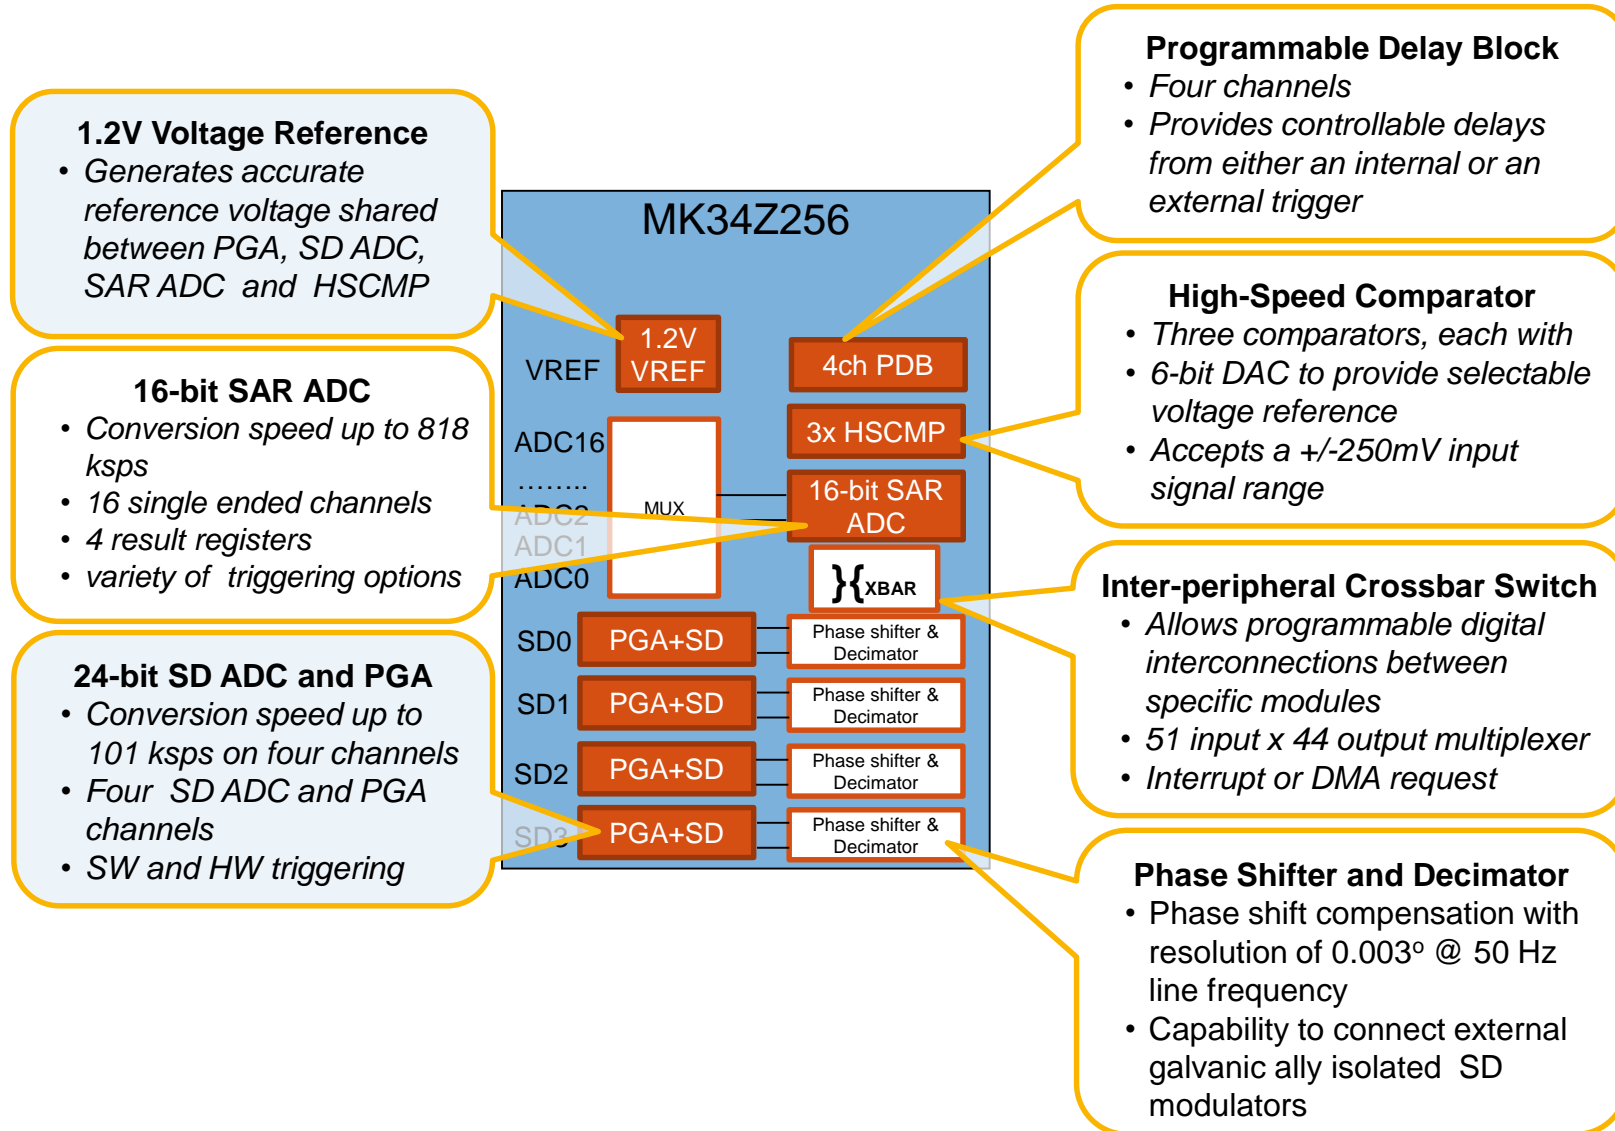 1.2V Voltage Reference
• Generates accurate
reference voltage shared
between PGA, SD ADC,
SAR ADC and HSCMP
16-bit SAR ADC
• Conversion speed up to 818
ksps
• 16 single ended channels
• 4 result registers
• variety of triggering options
24-bit SD ADC and PGA
• Conversion speed up to
101 ksps on four channels
• Four SD ADC and PGA
channels
• SW and HW triggering
MK34Z256
VREF
1.2V
VREF
4ch PDB
3x HSCMP
ADC16
........
ADC2
ADC1
ADC0
MUX
16-bit SAR
ADC
}{XBAR
SD0
PGA+SD
Phase shifter &
Decimator
SD1
PGA+SD
Phase shifter &
Decimator
SD2
PGA+SD
Phase shifter &
Decimator
SD3
PGA+SD
Phase shifter &
Decimator
Programmable Delay Block
• Four channels
• Provides controllable delays
from either an internal or an
external trigger
High-Speed Comparator
• Three comparators, each with
• 6-bit DAC to provide selectable
voltage reference
• Accepts a +/-250mV input
signal range
Inter-peripheral Crossbar Switch
• Allows programmable digital
interconnections between
specific modules
• 51 input x 44 output multiplexer
• Interrupt or DMA request
Phase Shifter and Decimator
• Phase shift compensation with
resolution of 0.003º @ 50 Hz
line frequency
• Capability to connect external
galvanic ally isolated SD
modulators